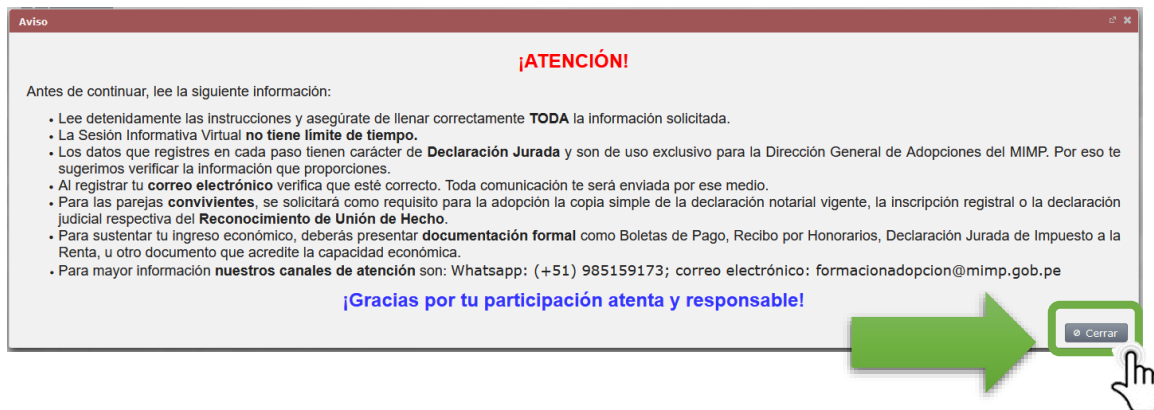 Aviso
¡ATENCIÓN!
Antes de continuar, lee la siguiente información:
• Lee detenidamente las instrucciones y asegúrate de llenar correctamente TODA la información solicitada.
• La Sesión Informativa Virtual no tiene límite de tiempo.
• Los datos que registres en cada paso tienen carácter de Declaración Jurada y son de uso exclusivo para la Dirección General de Adopciones del MIMP. Por eso te
sugerimos verificar la información que proporciones.
• Al registrar tu correo electrónico verifica que esté correcto. Toda comunicación te será enviada por ese medio.
• Para las parejas convivientes, se solicitará como requisito para la adopción la copia simple de la declaración notarial vigente, la inscripción registral o la declaración
judicial respectiva del Reconocimiento de Unión de Hecho.
• Para sustentar tu ingreso económico, deberás presentar documentación formal como Boletas de Pago, Recibo por Honorarios, Declaración Jurada de Impuesto a la
Renta, u otro documento que acredite la capacidad económica.
• Para mayor información nuestros canales de atención son: Whatsapp: (+51) 985159173; correo electrónico: formacionadopcion@mimp.gob.pe
¡Gracias por tu participación atenta y responsable!
Cerrar